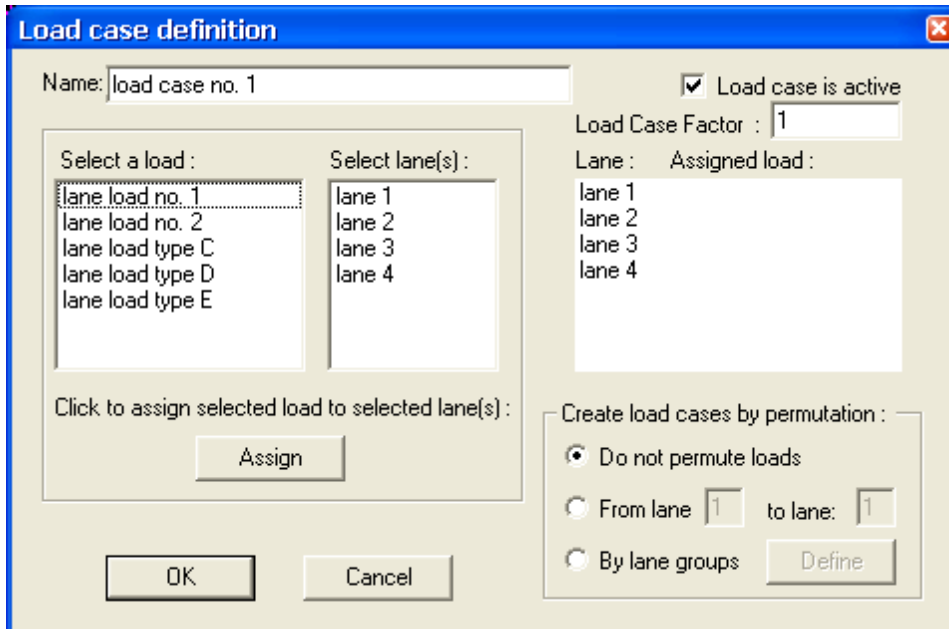 Load case definition
Name: load case no. 1
Load case is active
Load Case Factor : 1
Select a load :
lane load no. 1
lane load no. 2
lane load type C
lane load type D
lane load type E
Select lane(s) :
lane 1
lane 2
lane 3
lane 4
Click to assign selected load to selected lane(s) :
Assign
Lane : Assigned load :
lane 1
lane 2
lane 3
lane 4
Create load cases by permutation :
Do not permute loads
From lane 1 to lane: 1
By lane groups Define
OK Cancel